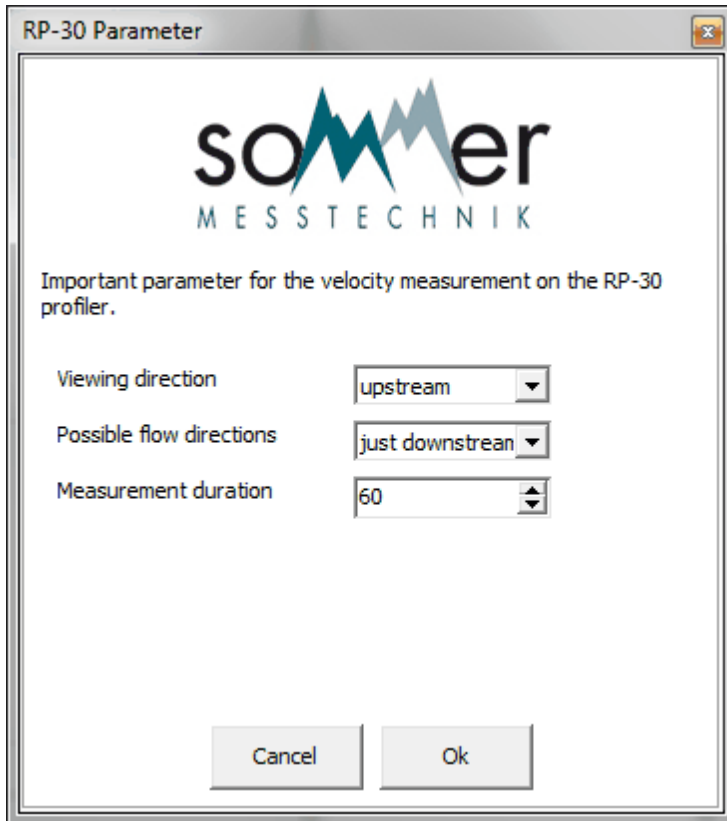 RP-30 Parameter
sommer
MESSTECHNIK
Important parameter for the velocity measurement on the RP-30
profiler.
Viewing direction
upstream
Possible flow directions
just downstrean
Measurement duration
60
Cancel
Ok